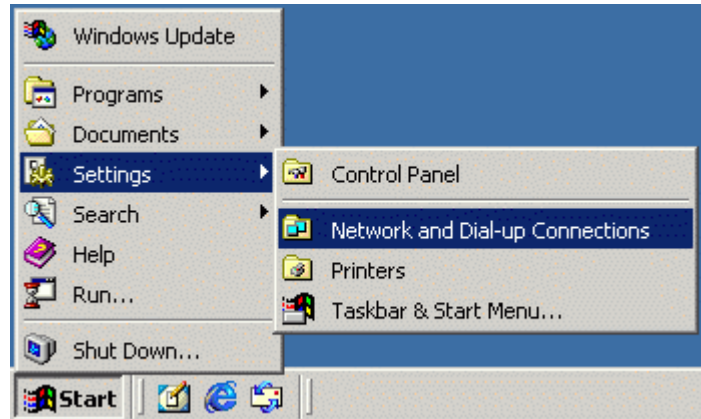 Windows Update
Programs
Documents
Settings
Search
Help
Run...
Shut Down...
Control Panel
Network and Dial-up Connections
Printers
Taskbar & Start Menu...
Start